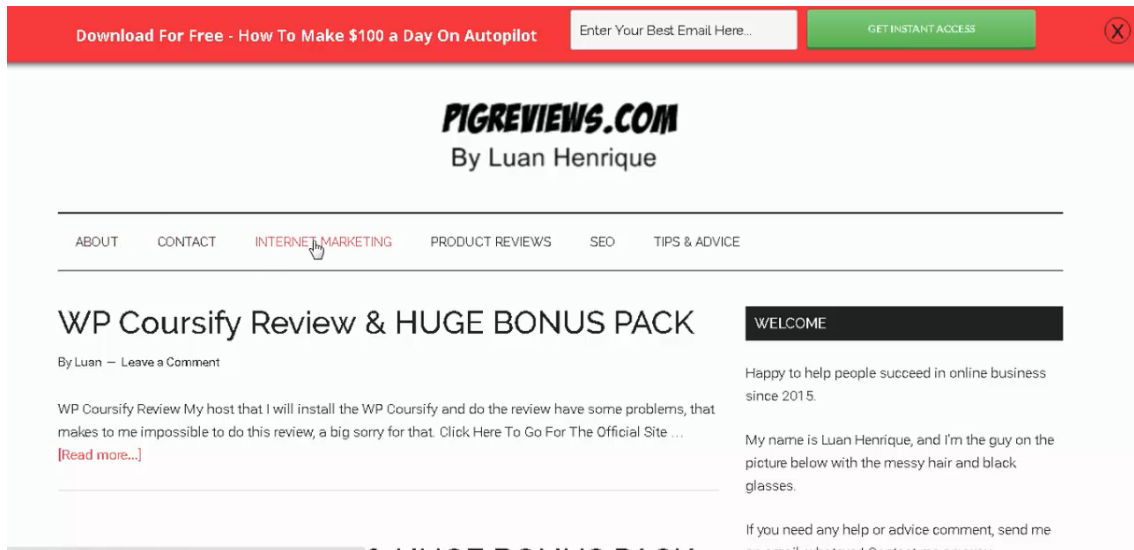 Download For Free - How To Make $100 a Day On Autopilot
Enter Your Best Email Here...
GET INSTANT ACCESS
X
PIGREVIEWS.COM
By Luan Henrique
ABOUT CONTACT INTERNET MARKETING PRODUCT REVIEWS SEO TIPS & ADVICE
WP Coursify Review & HUGE BONUS PACK
By Luan — Leave a Comment
WP Coursify Review My host that I will install the WP Coursify and do the review have some problems, that
makes to me impossible to do this review, a big sorry for that. Click Here To Go For The Official Site ...
[Read more...]
& HUGE BONUS PACK
WELCOME
Happy to help people succeed in online business
since 2015.
My name is Luan Henrique, and I'm the guy on the
picture below with the messy hair and black
glasses.
If you need any help or advice comment, send me